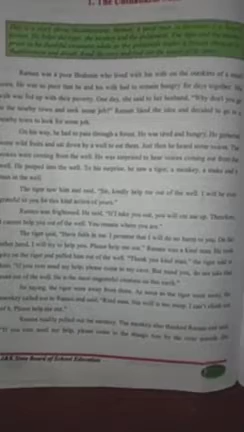 Raman was a poor Brahman who lived with his wife on the outskirts of a small
town. He was so poor that he and his wife had to remain hungry for days together. His
wife was fed up with their poverty. One day, she said to her husband, "Why don't you go
to the nearby town and seek some job?" Raman liked the idea and decided to go to a
nearby town to look for some job.
On his way, he had to pass through a forest. He was tired and hungry. He gathered
some wild fruits and sat down by a well to eat them. Just then he heard some voices. The
voices were coming from the well. He was surprised to hear voices coming out from the
well. He peeped into the well. To his surprise, he saw a tiger, a monkey, a snake and a
man in the well.
The tiger saw him and said, "Sir, kindly help me out of the well. I will be ever
grateful to you for this kind action of yours."
Raman was frightened. He said, "If I take you out, you will eat me up. Therefore,
I cannot help you out of the well. You remain where you are."
The tiger said, "Have faith in me. I promise that I will do no harm to you. On the
other hand, I will try to help you. Please help me out." Raman was a kind man. He took
pity on the tiger and pulled him out of the well. "Thank you kind man," the tiger said to
him. "If you ever need my help, please come to my cave. But mind you, do not take that
man out of the well. He is the most ungrateful creature on this earth."
So saying, the tiger went away from there. As soon as the tiger went away, the
monkey called out to Raman and said, "Kind man, this well is too steep. I can't climb out
of it. Please help me out."
Raman readily pulled out the monkey. The monkey also thanked Raman and said,
"If you ever need my help, please come to the mango tree by the river outside the
J&K State Board of School Education